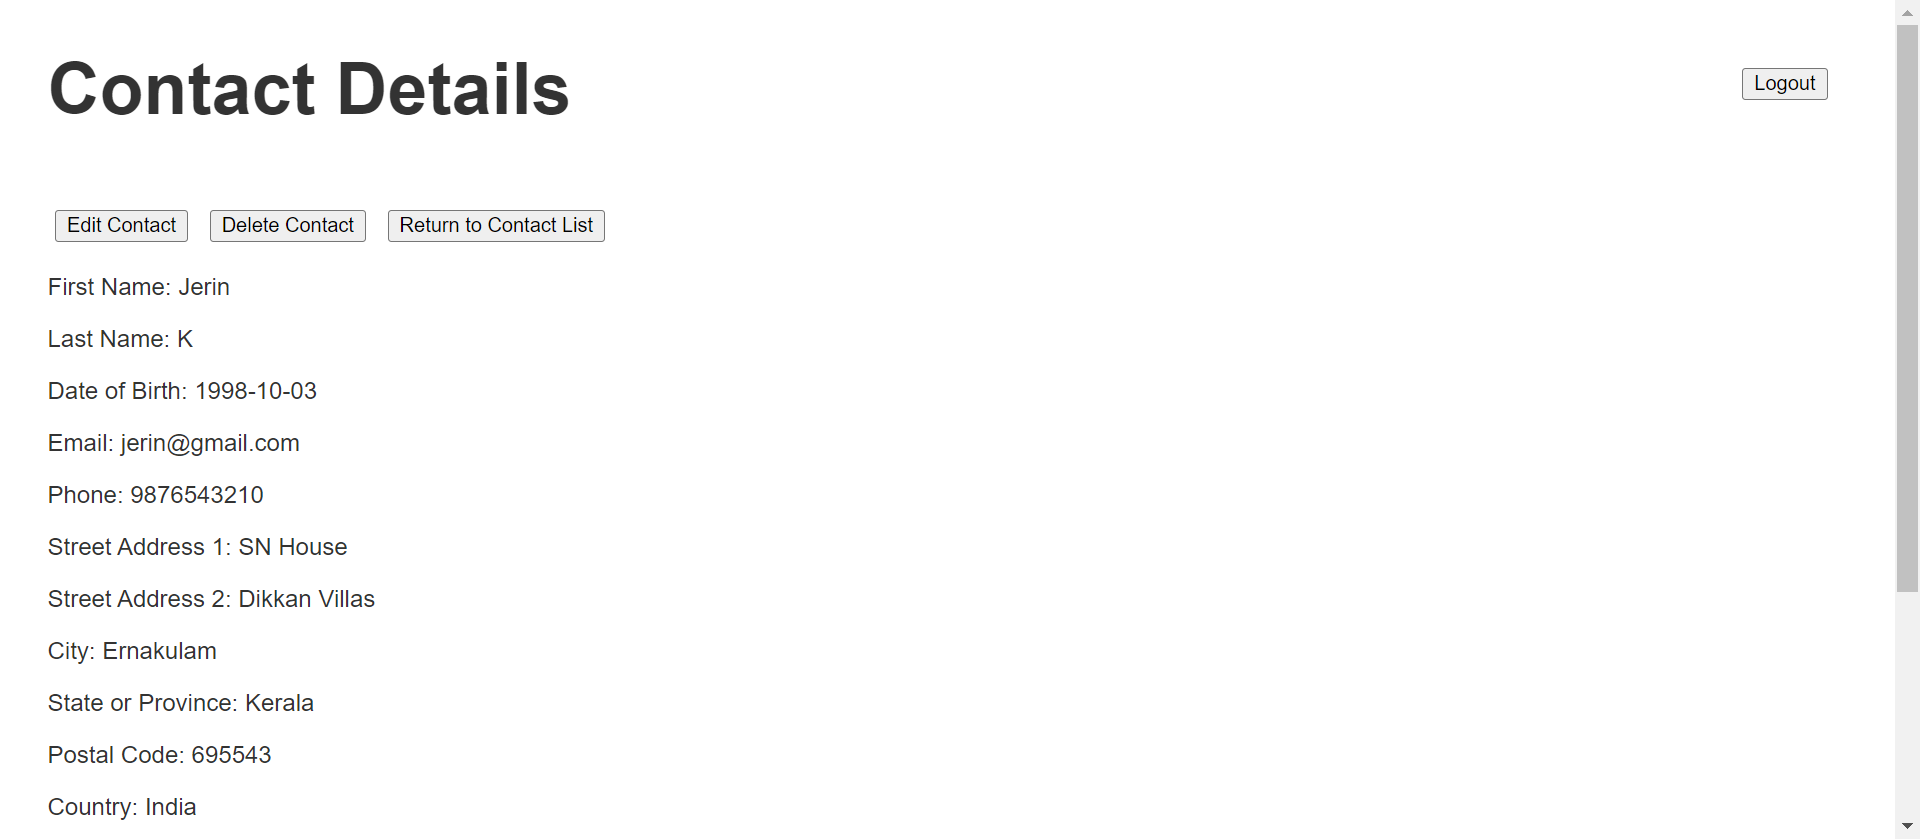 Contact Details
Logout
Edit Contact Delete Contact Return to Contact List
First Name: Jerin
Last Name: K
Date of Birth: 1998-10-03
Email: jerin@gmail.com
Phone: 9876543210
Street Address 1: SN House
Street Address 2: Dikkan Villas
City: Ernakulam
State or Province: Kerala
Postal Code: 695543
Country: India